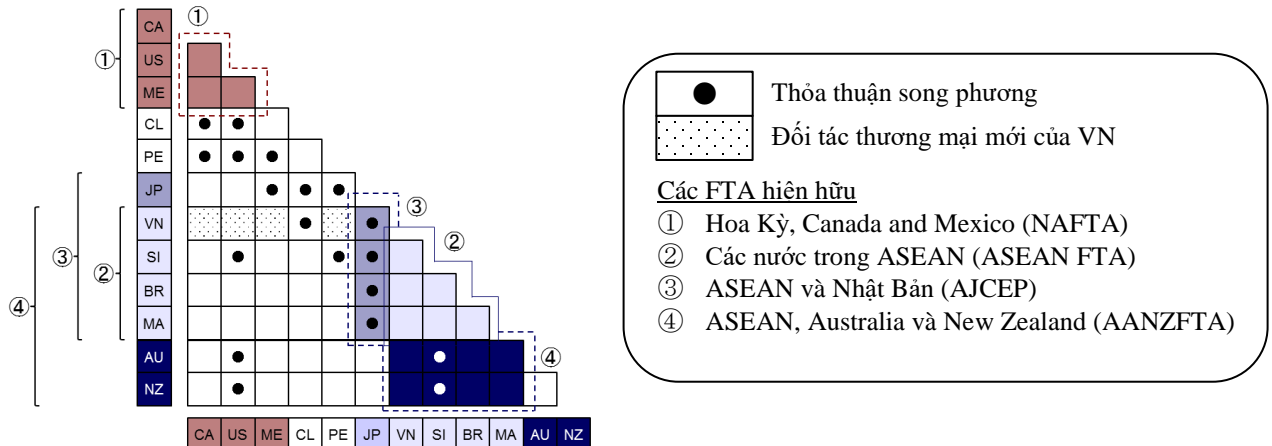 ①
CA
US
①
ME
CL
PE
JP
③
VN
②
SI
③
②
BR
④
MA
AU
④
NZ
CA US ME CL PE JP VN SI BR MA AU NZ
Thỏa thuận song phương
Đối tác thương mại mới của VN
Các FTA hiện hữu
① Hoa Kỳ, Canada and Mexico (NAFTA)
② Các nước trong ASEAN (ASEAN FTA)
③ ASEAN và Nhật Bản (AJCEP)
④ ASEAN, Australia và New Zealand (AANZFTA)